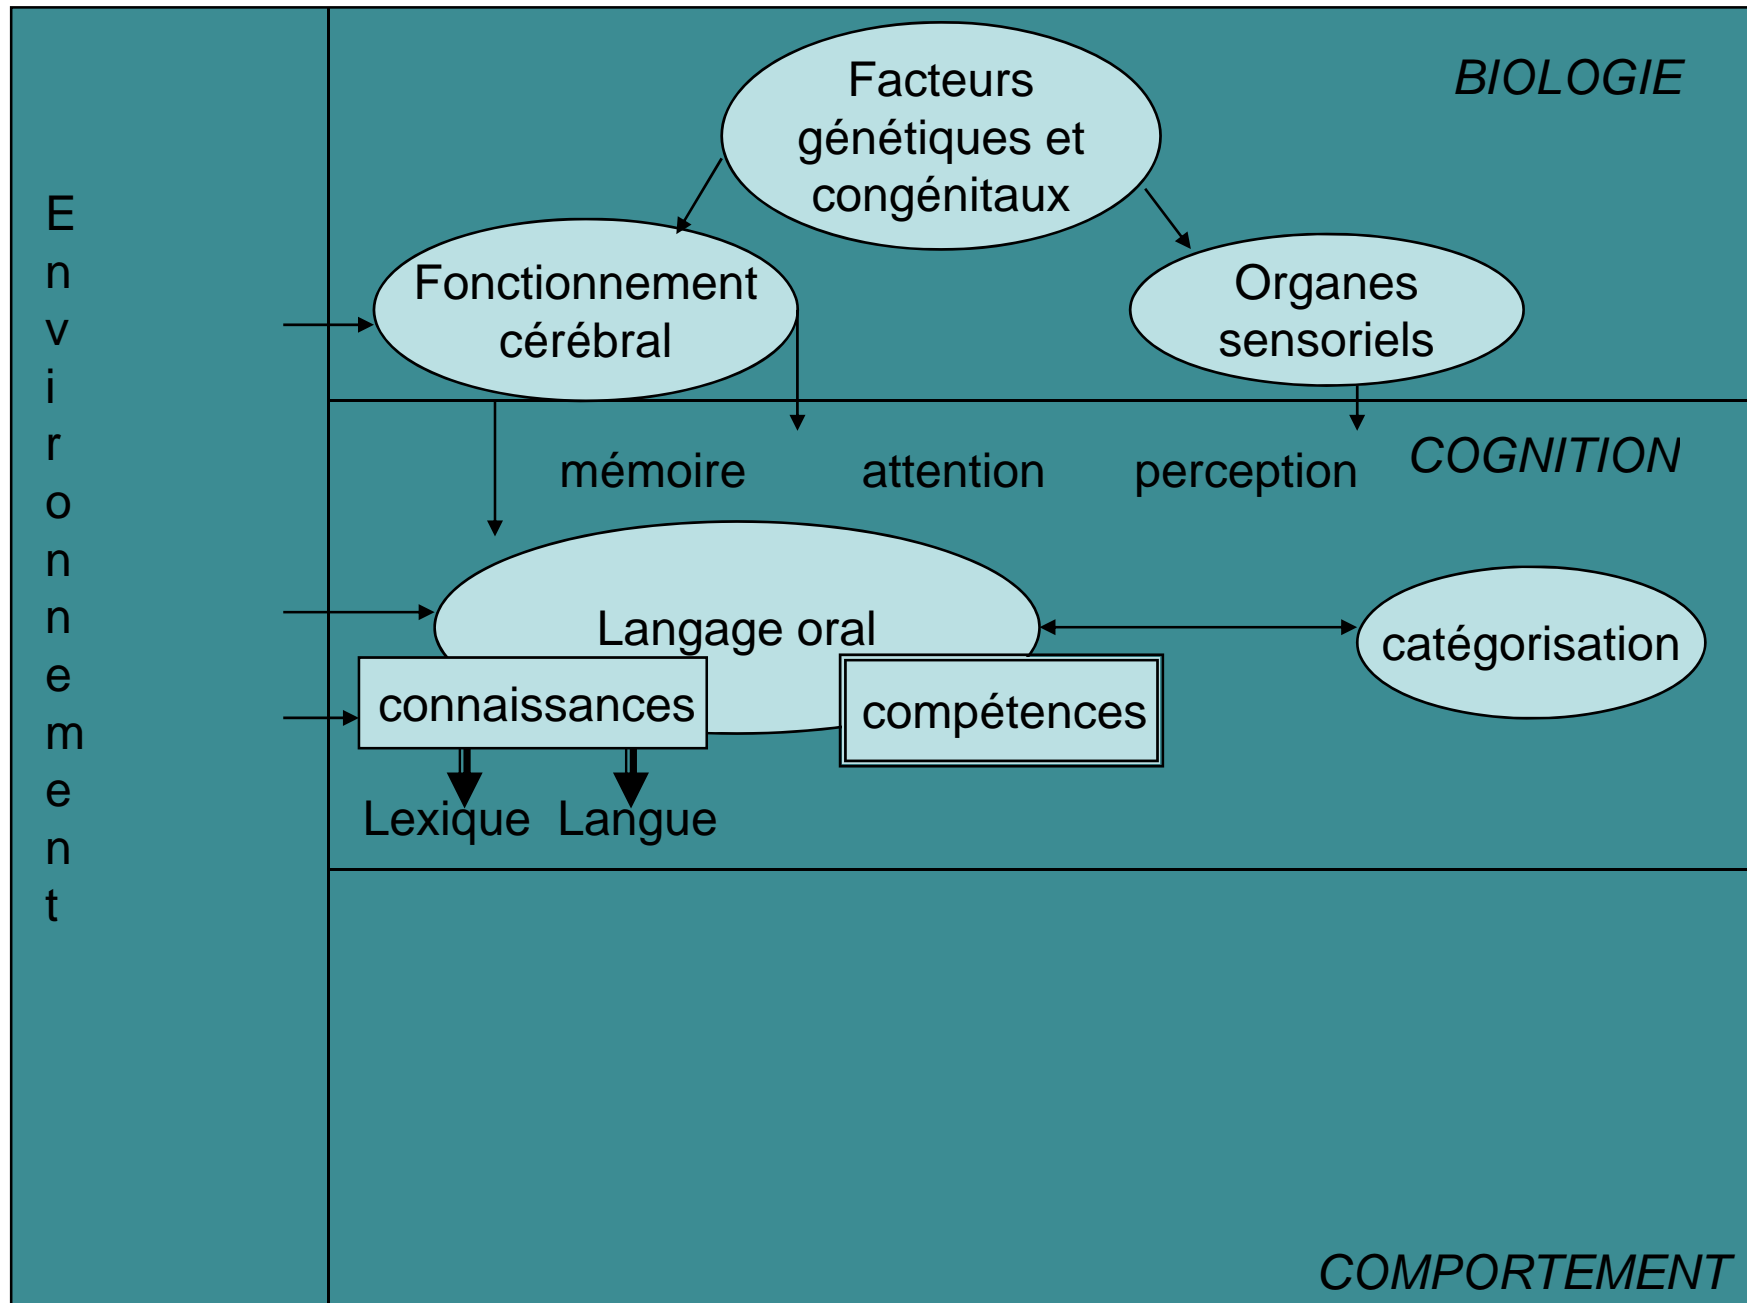 Environnement
BIOLOGIE
Facteurs
génétiques et
congénitaux
Fonctionnement
cérébral
Organes
sensoriels
COGNITION
mémoire
attention
perception
Langage oral
catégorisation
connaissances
compétences
Lexique
Langue
COMPORTEMENT